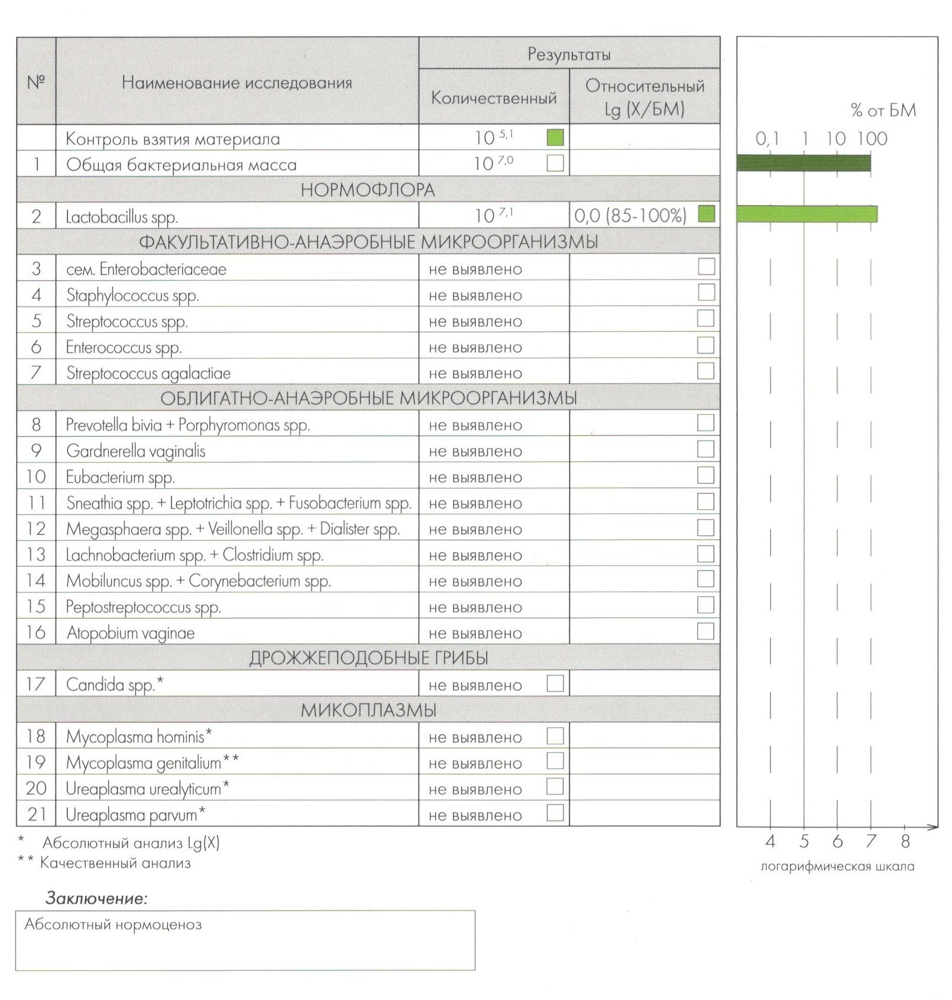 № Наименование исследования Результаты
Количественный Относительный Lg (Х/БМ)
% от БМ
0,1 1 10 100
Контроль взятия материала 10 5,1
1 Общая бактериальная масса 10 7,0
НОРМОФЛОРА
2 Lactobacillus spp. 10 7,1 0,0 (85-100%)
ФАКУЛЬТАТИВНО-АНАЭРОБНЫЕ МИКРООРГАНИЗМЫ
3 сем. Enterobacteriaceae не выявлено
4 Staphylococcus spp. не выявлено
5 Streptococcus spp. не выявлено
6 Enterococcus spp. не выявлено
7 Streptococcus agalactiae не выявлено
ОБЛИГАТНО-АНАЭРОБНЫЕ МИКРООРГАНИЗМЫ
8 Prevotella bivia + Porphyromonas spp. не выявлено
9 Gardnerella vaginalis не выявлено
10 Eubacterium spp. не выявлено
11 Sneathia spp. + Leptotrichia spp. + Fusobacterium spp. не выявлено
12 Megasphaera spp. + Veillonella spp. + Dialister spp. не выявлено
13 Lachnobacterium spp. + Clostridium spp. не выявлено
14 Mobiluncus spp. + Corynebacterium spp. не выявлено
15 Peptostreptococcus spp. не выявлено
16 Atopobium vaginae не выявлено
ДРОЖЖЕПОДОБНЫЕ ГРИБЫ
17 Candida spp.* не выявлено
МИКОПЛАЗМЫ
18 Mycoplasma hominis* не выявлено
19 Mycoplasma genitalium** не выявлено
20 Ureaplasma urealyticum* не выявлено
21 Ureaplasma parvum* не выявлено
4 5 6 7 8
логарифмическая шкала
* Абсолютный анализ Lg(X)
** Качественный анализ
Заключение:
Абсолютный нормоценоз